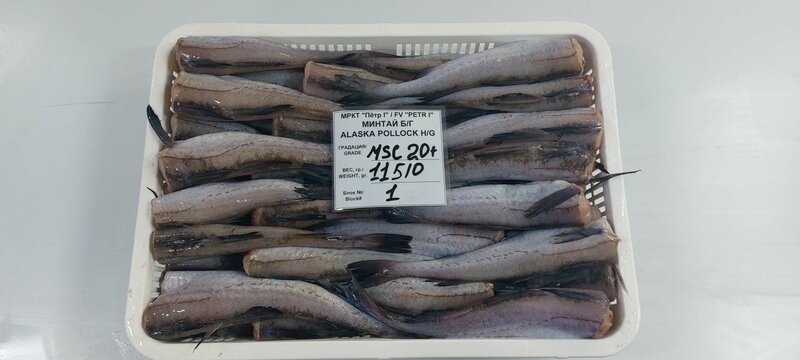 МРКТ "Пётр I" / FV "PETR I"
МИНТАЙ Б/Г
ALASKA POLLOCK H/G
ГРАДАЦИЯ/
GRADE MSC 20+
ВЕС, гр./
WEIGHT, gr. 11510
Блок №/
Block# 1